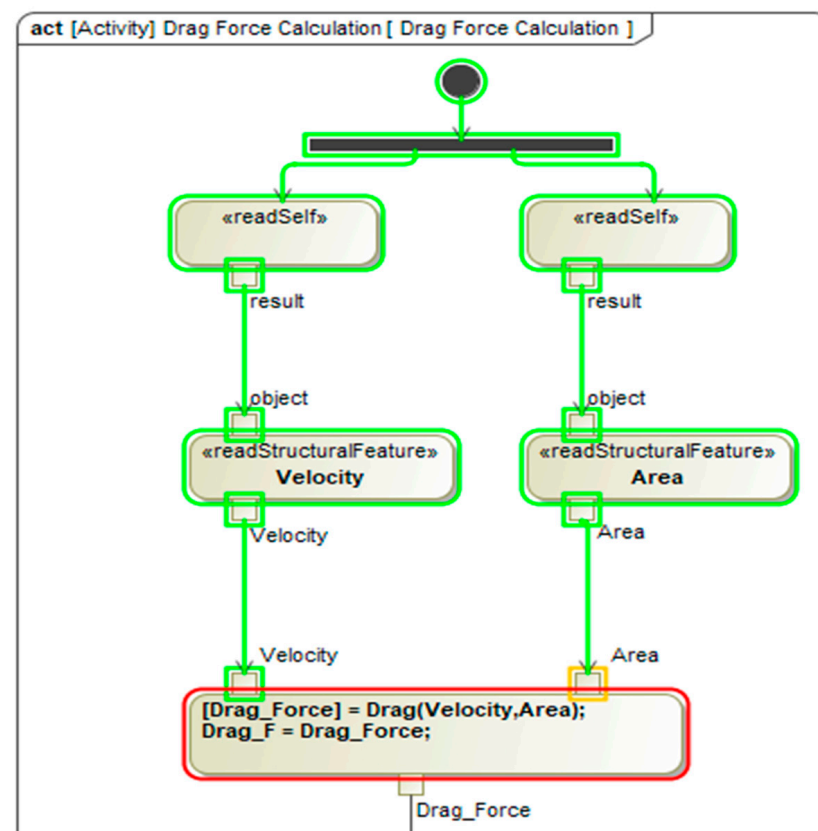 act [Activity] Drag Force Calculation [ Drag Force Calculation ]
«readSelf» «readSelf»
result result
object object
«readStructuralFeature» «readStructuralFeature»
Velocity Area
Velocity Area
Velocity Area
[Drag_Force] = Drag(Velocity,Area);
Drag_F = Drag_Force;
Drag_Force